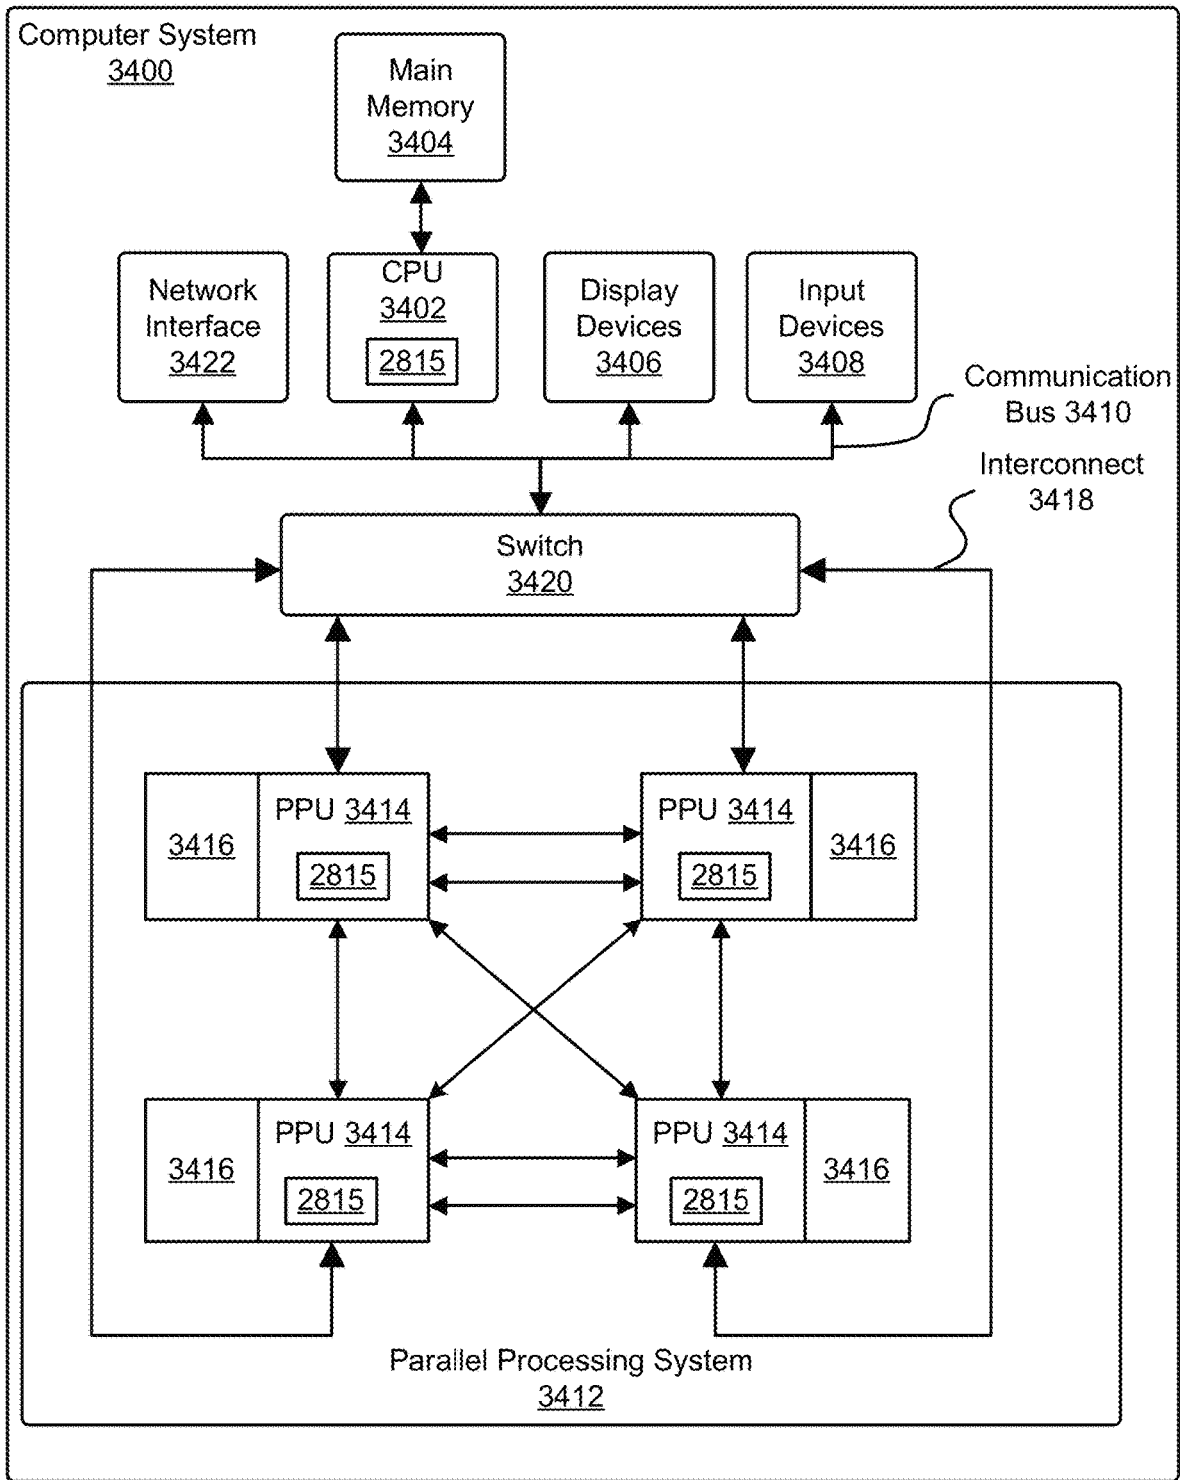 Computer System
3400
Main
Memory
3404
Network
Interface
3422
CPU
3402
2815
Display
Devices
3406
Input
Devices
3408
Communication
Bus 3410
Interconnect
3418
Switch
3420
3416
PPU 3414
2815
PPU 3414
2815
3416
3416
PPU 3414
2815
PPU 3414
2815
3416
Parallel Processing System
3412